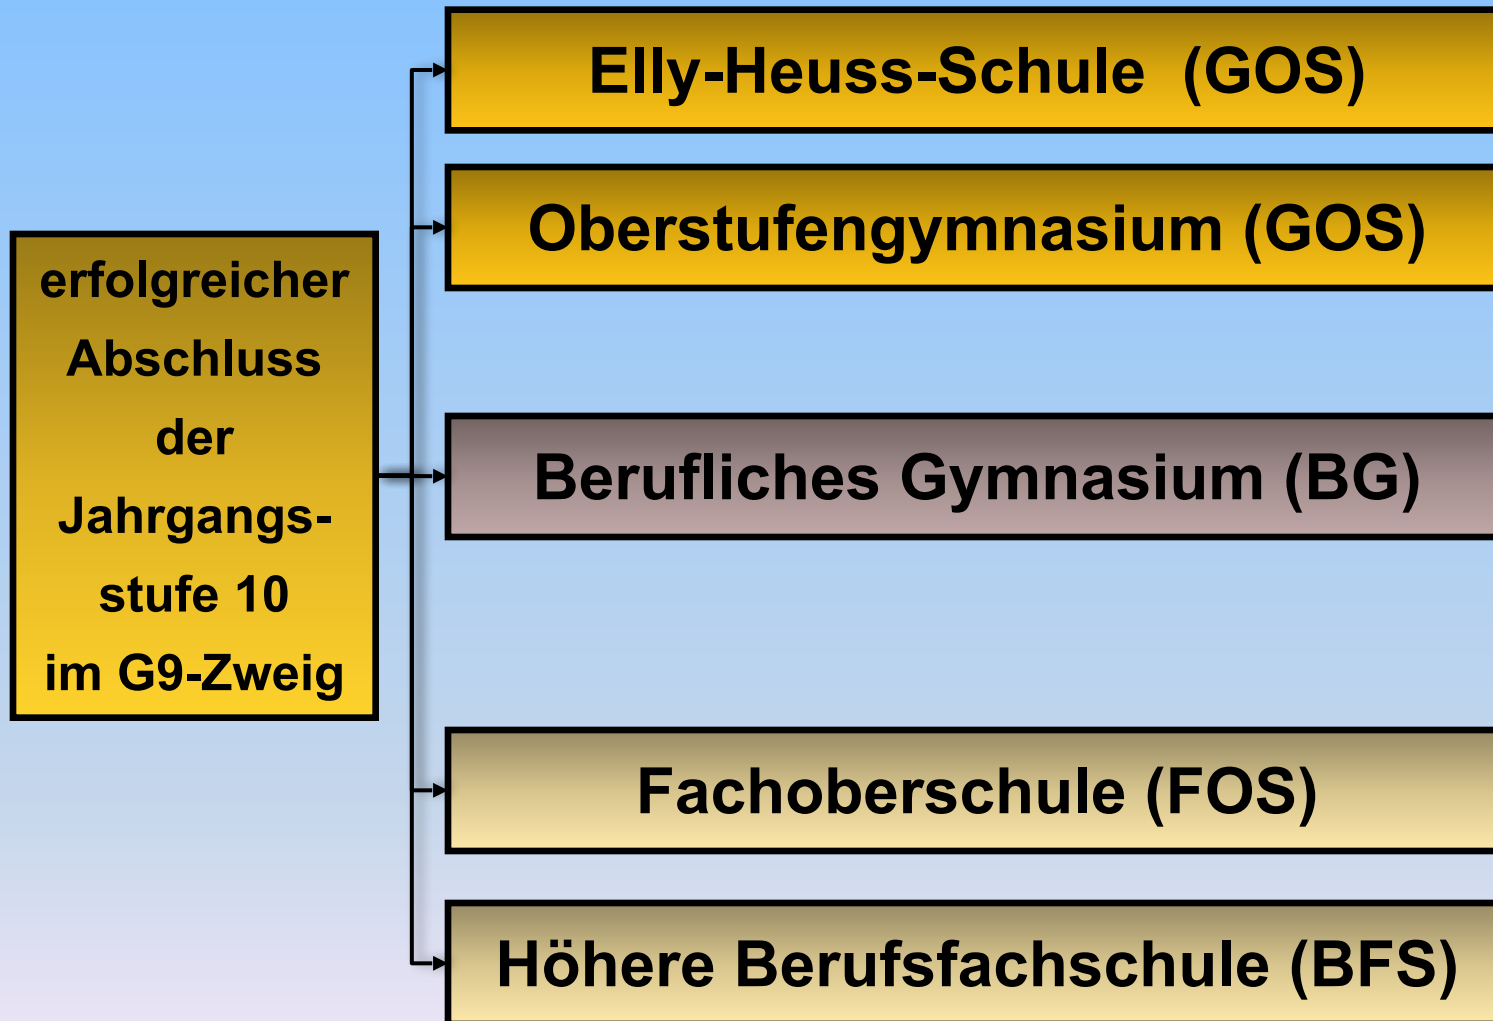 erfolgreicher
Abschluss
der
Jahrgangs-
stufe 10
im G9-Zweig
Elly-Heuss-Schule (GOS)
Oberstufengymnasium (GOS)
Berufliches Gymnasium (BG)
Fachoberschule (FOS)
Höhere Berufsfachschule (BFS)